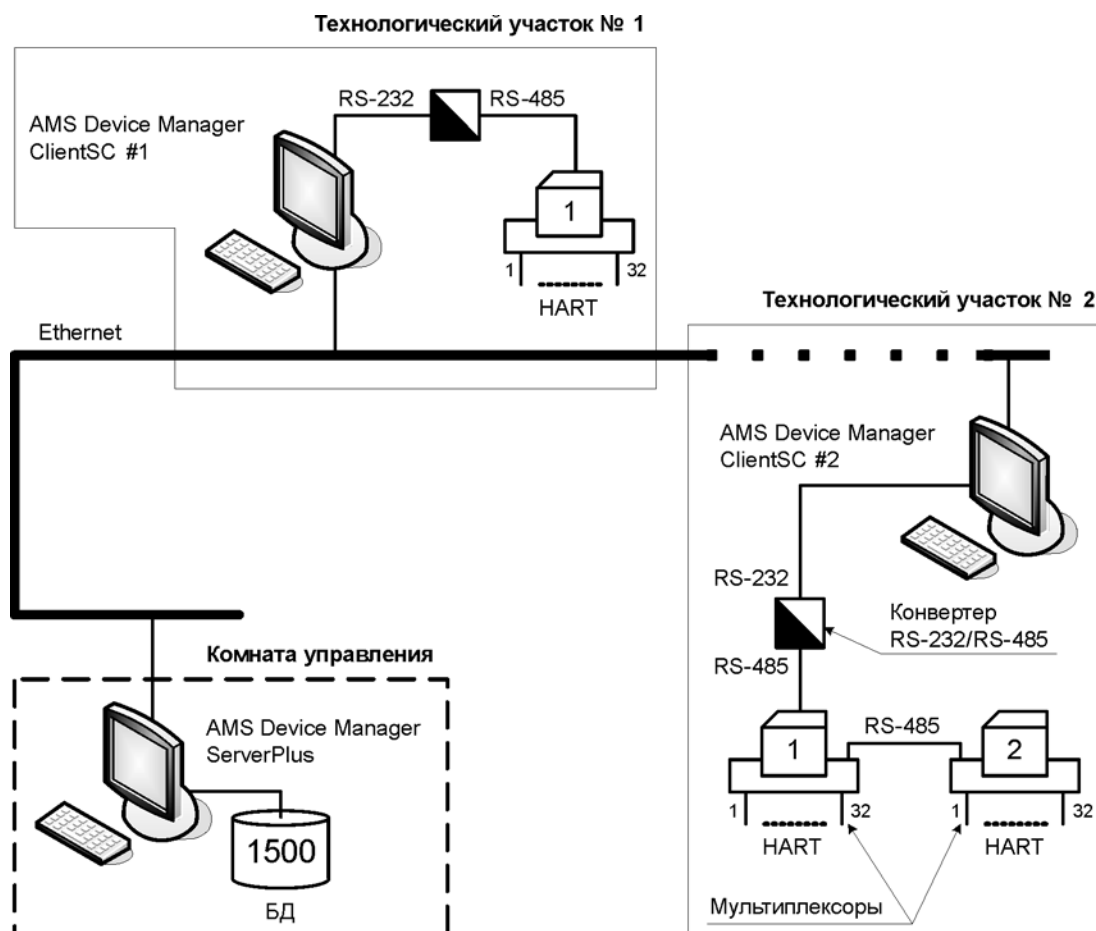 Технологический участок № 1
RS-232
RS-485
AMS Device Manager
ClientSC #1
1
1
32
HART
Ethernet
Технологический участок № 2
AMS Device Manager
ClientSC #2
RS-232
Конвертер
RS-232/RS-485
RS-485
RS-485
1
2
1
32
1
32
HART
HART
Мультиплексоры
Комната управления
AMS Device Manager
ServerPlus
1500
БД